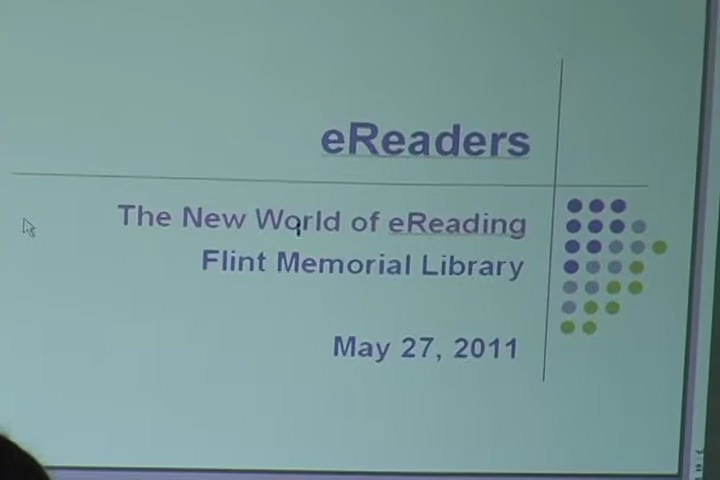 eReaders
The New World of eReading
Flint Memorial Library
May 27, 2011